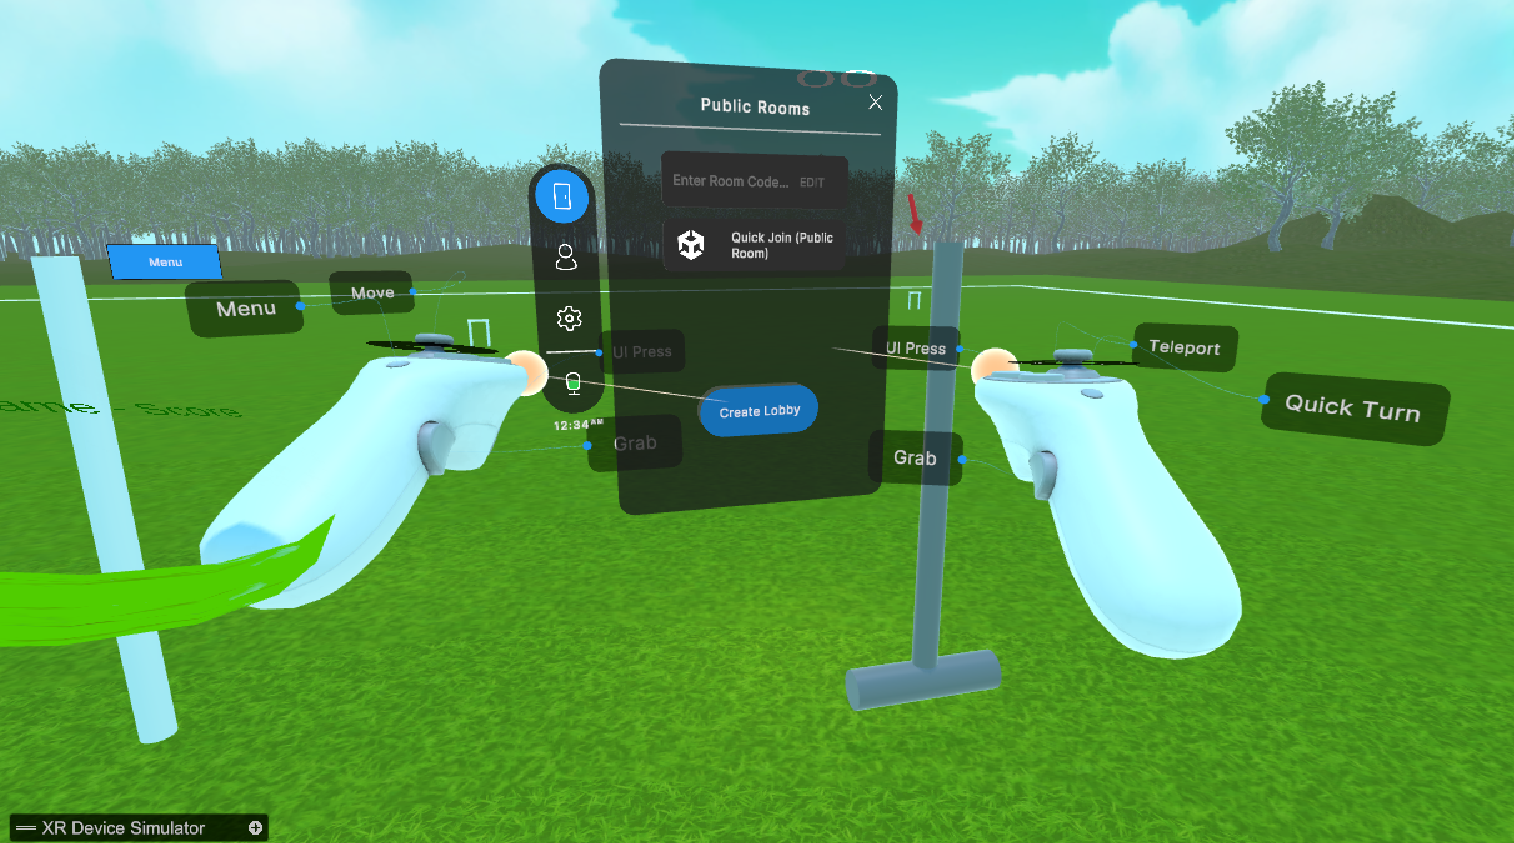 Public Rooms
Enter Room Code... EDIT
Quick Join (Public
Room)
Menu
Menu
Move
UI Press
UI Press
Teleport
Quick Turn
Create Lobby
12:34AM
Grab
Grab
- Score
XR Device Simulator